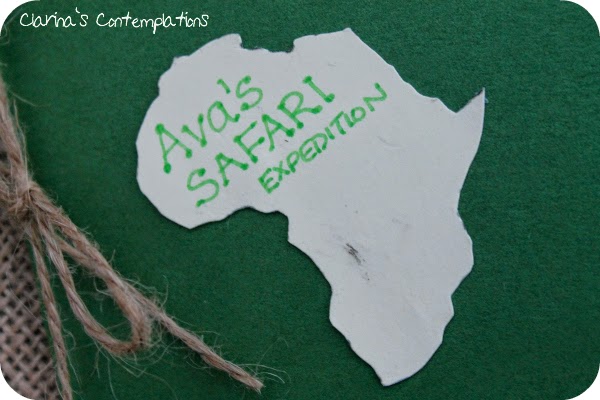 Clarina's Contemplations
Ava's
SAFARI
EXPEDITION